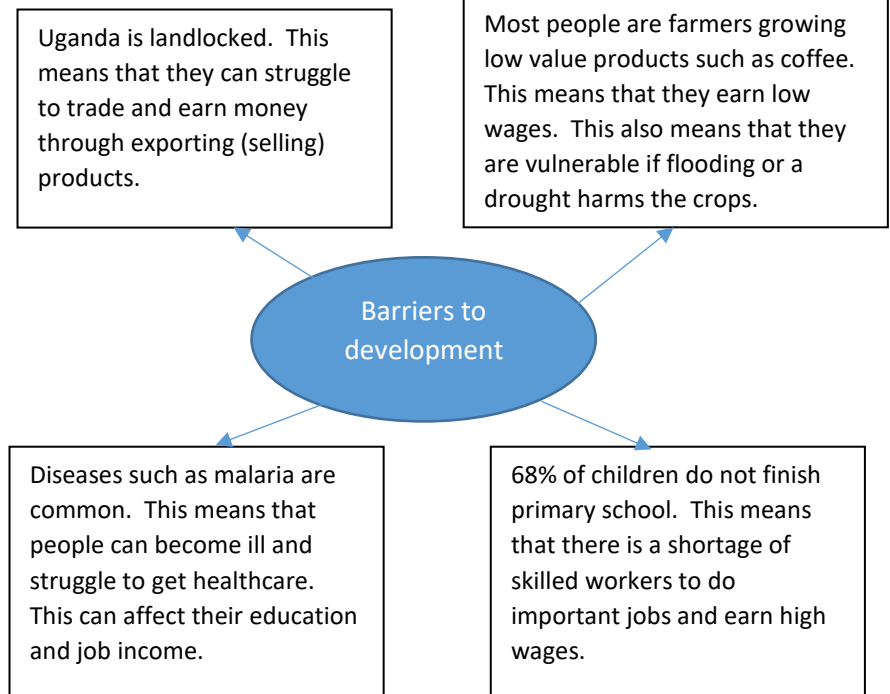 Uganda is landlocked.  This
means that they can struggle
to trade and earn money
through exporting (selling)
products.
Most people are farmers growing
low value products such as coffee.
This means that they earn low
wages.  This also means that they
are vulnerable if flooding or a
drought harms the crops.
Barriers to
development
Diseases such as malaria are
common.  This means that
people can become ill and
struggle to get healthcare.
This can affect their education
and job income.
68% of children do not finish
primary school.  This means
that there is a shortage of
skilled workers to do
important jobs and earn high
wages.